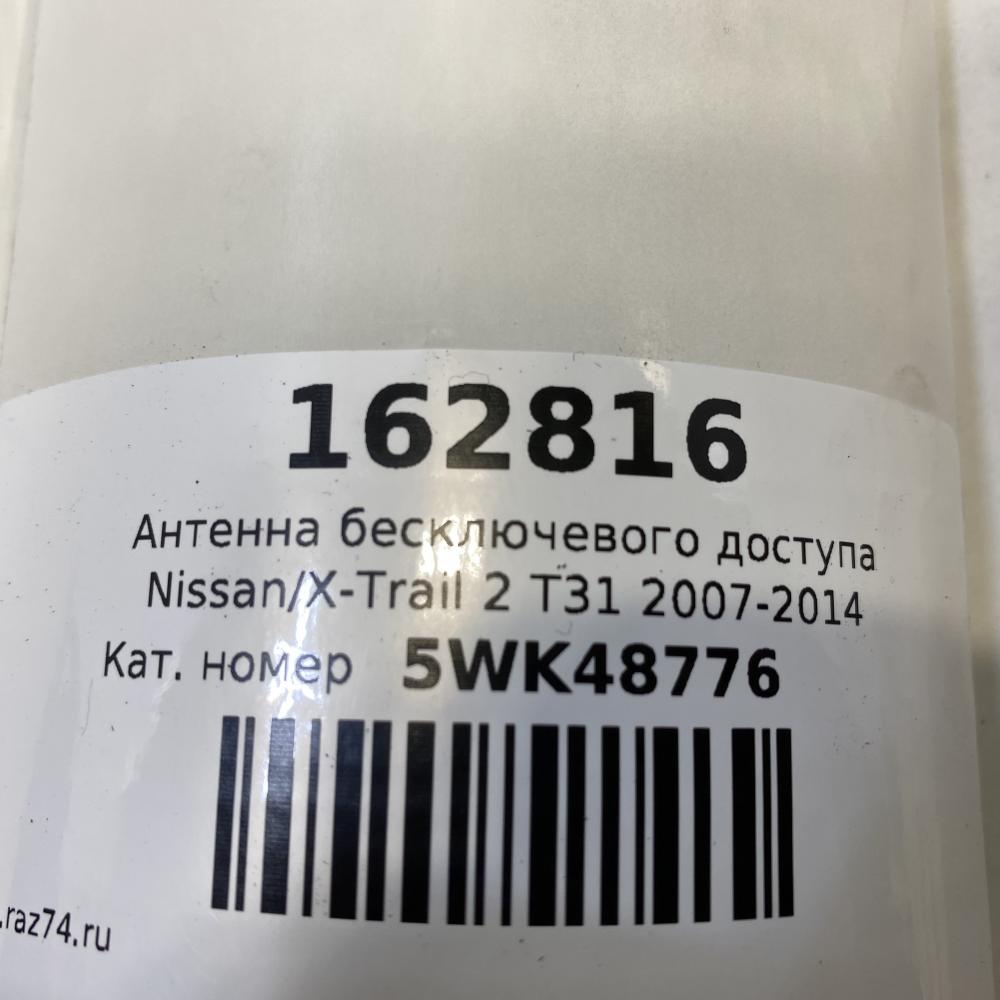 162816
Антенна бесключевого доступа
Nissan/X-Trail 2 T31 2007-2014
Кат. номер 5WK48776
.raz74.ru